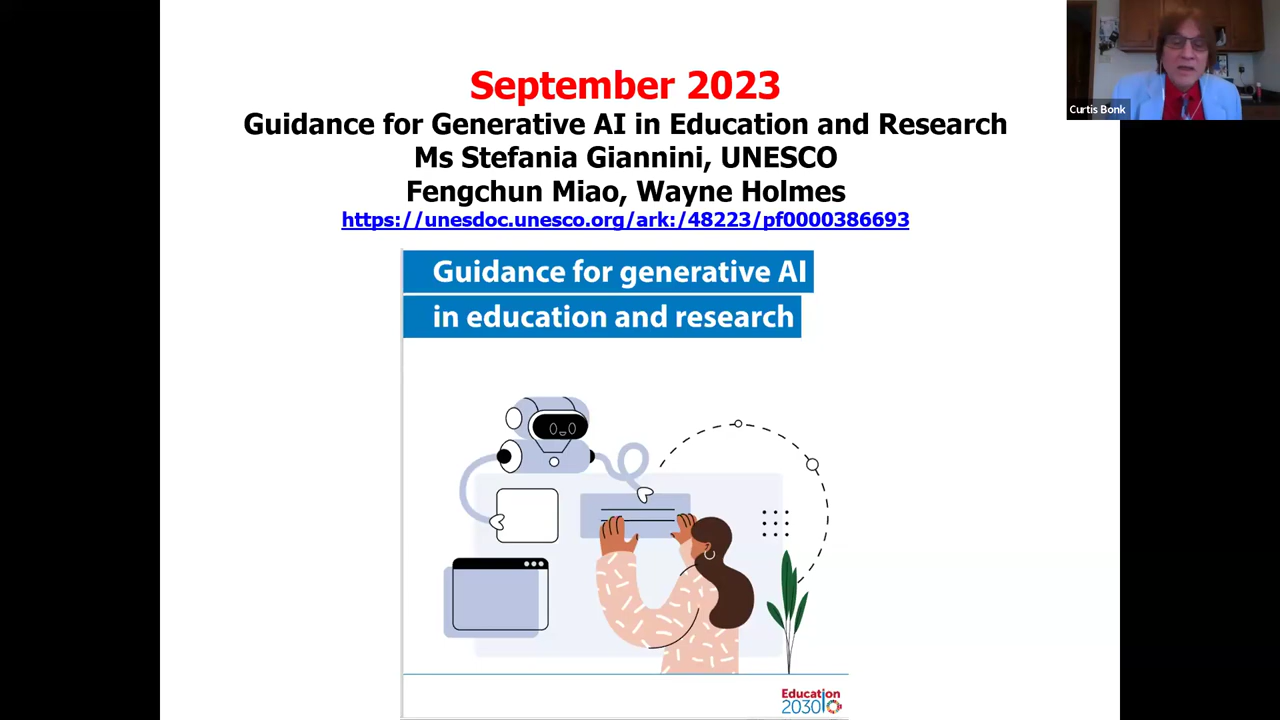 September 2023
Guidance for Generative AI in Education and Research
Ms Stefania Giannini, UNESCO
Fengchun Miao, Wayne Holmes
https://unesdoc.unesco.org/ark:/48223/pf0000386693
Curtis Bonk
Guidance for generative AI
in education and research
Education
2030